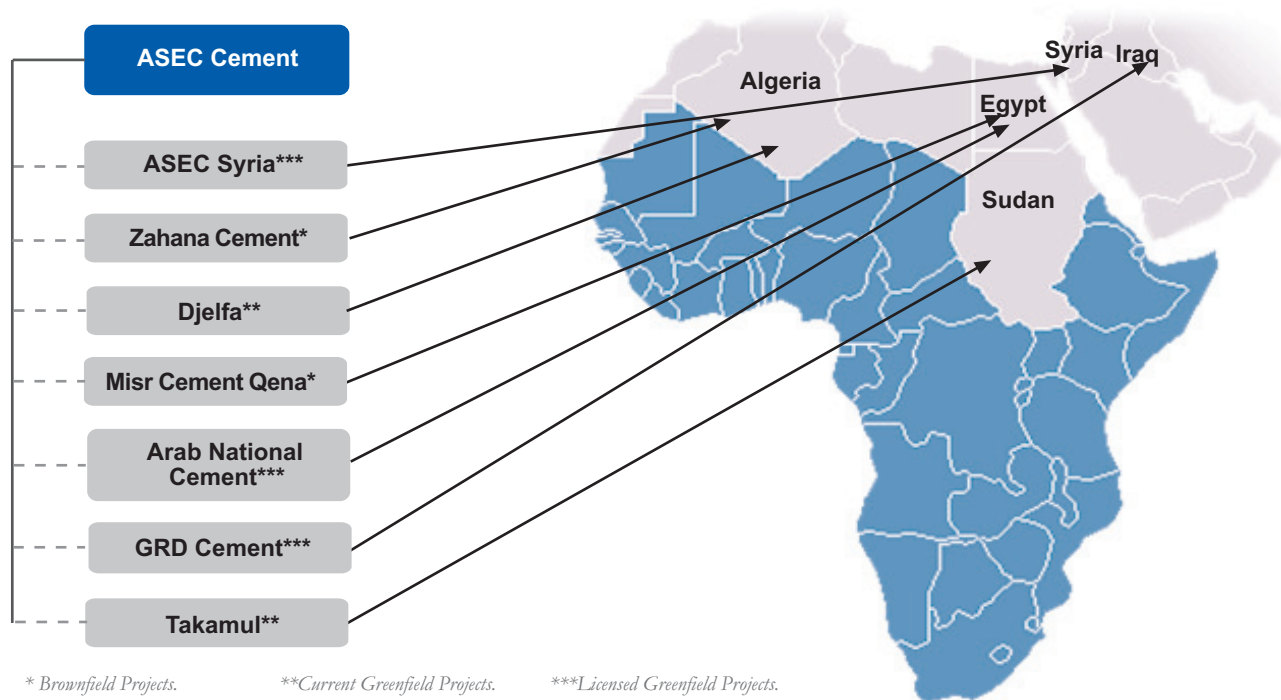 ASEC Cement
ASEC Syria***
Zahana Cement*
Djelfa**
Misr Cement Qena*
Arab National
Cement***
GRD Cement***
Takamul**
Syria
Iraq
Algeria
Egypt
Sudan
* Brownfield Projects.
**Current Greenfield Projects.
***Licensed Greenfield Projects.